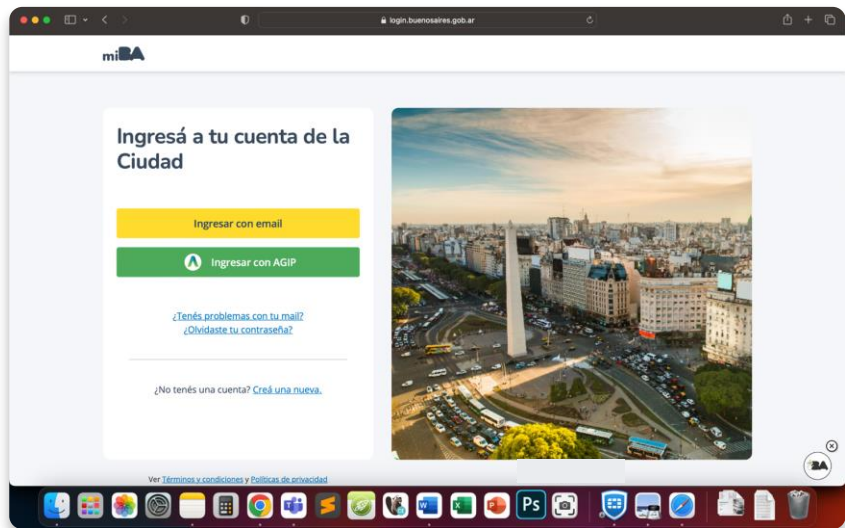 login.buenosaires.gob.ar
miBA
Ingresá a tu cuenta de la
Ciudad
Ingresar con email
Ingresar con AGIP
¿Tenés problemas con tu mail?
¿Olvidaste tu contraseña?
¿No tenés una cuenta? Creá una nueva.
BA
Ver Términos y condiciones y Políticas de privacidad
Ps